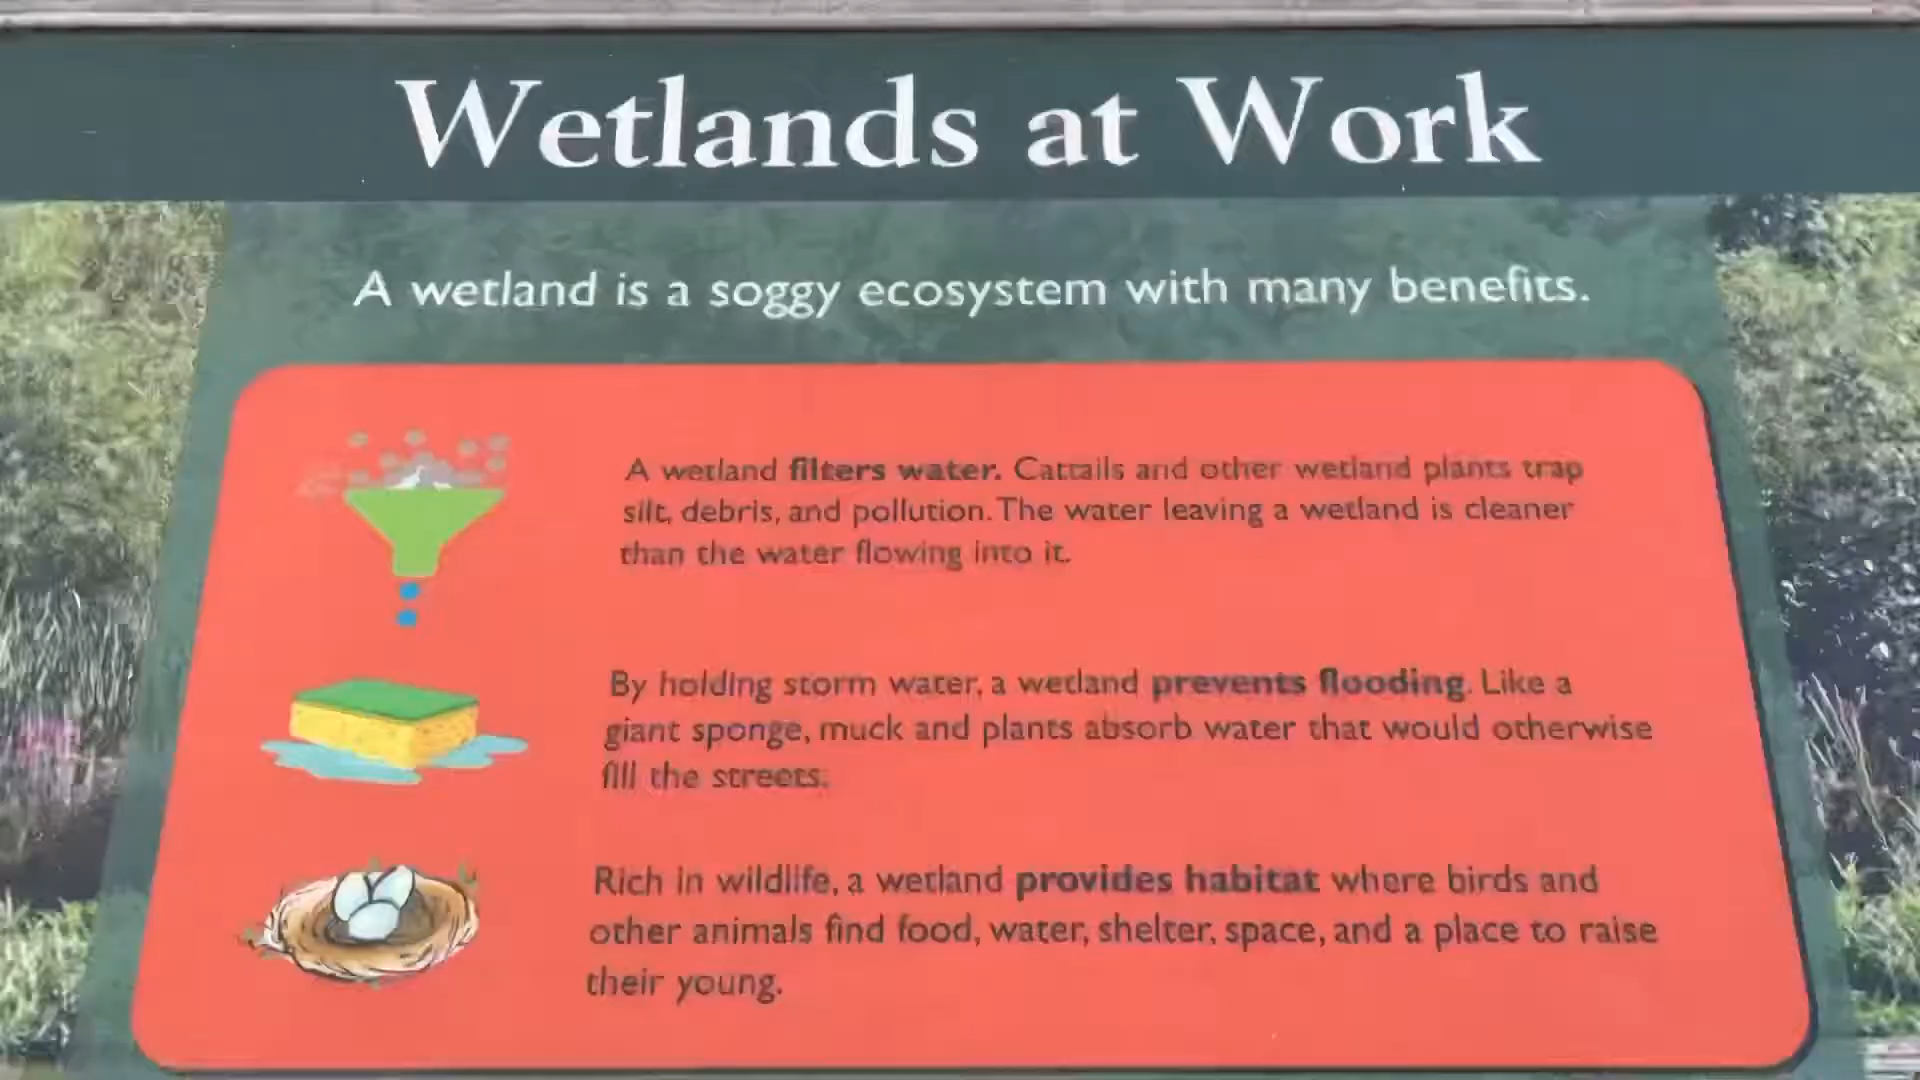 Wetlands at Work
A wetland is a soggy ecosystem with many benefits.
A wetland filters water. Cattails and other wetland plants trap
silt, debris, and pollution. The water leaving a wetland is cleaner
than the water flowing into it.
By holding storm water, a wetland prevents flooding. Like a
giant sponge, muck and plants absorb water that would otherwise
fill the streets.
Rich in wildlife, a wetland provides habitat where birds and
other animals find food, water, shelter, space, and a place to raise
their young.